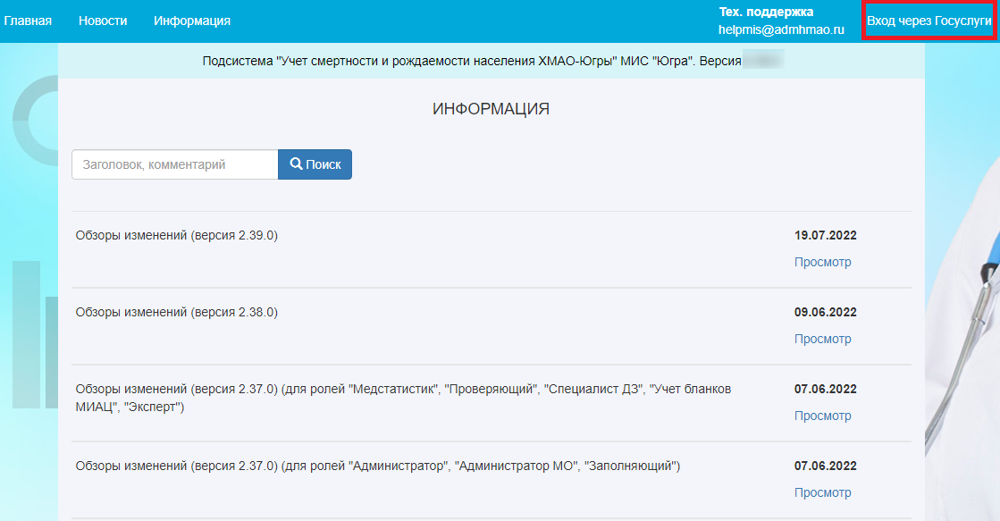 Главная Новости Информация
Тех. поддержка
helpmis@admhmao.ru
Вход через Госуслуги
Подсистема "Учет смертности и рождаемости населения ХМАО-Югры" МИС "Югра". Версия
ИНФОРМАЦИЯ
Заголовок, комментарий Поиск
Обзоры изменений (версия 2.39.0) 19.07.2022
Просмотр
Обзоры изменений (версия 2.38.0) 09.06.2022
Просмотр
Обзоры изменений (версия 2.37.0) (для ролей "Медстатистик", "Проверяющий", "Специалист ДЗ", "Учет бланков 07.06.2022
МИАЦ", "Эксперт")
Просмотр
Обзоры изменений (версия 2.37.0) (для ролей "Администратор", "Администратор МО", "Заполняющий") 07.06.2022
Просмотр